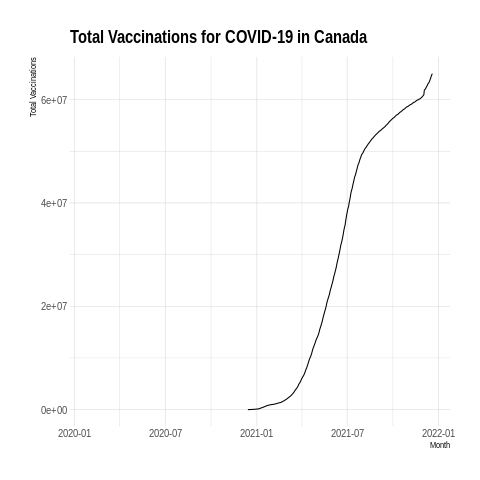 Total Vaccinations for COVID-19 in Canada
Total Vaccinations
6e+07
4e+07
2e+07
0e+00
2020-01 2020-07 2021-01 2021-07 2022-01
Month